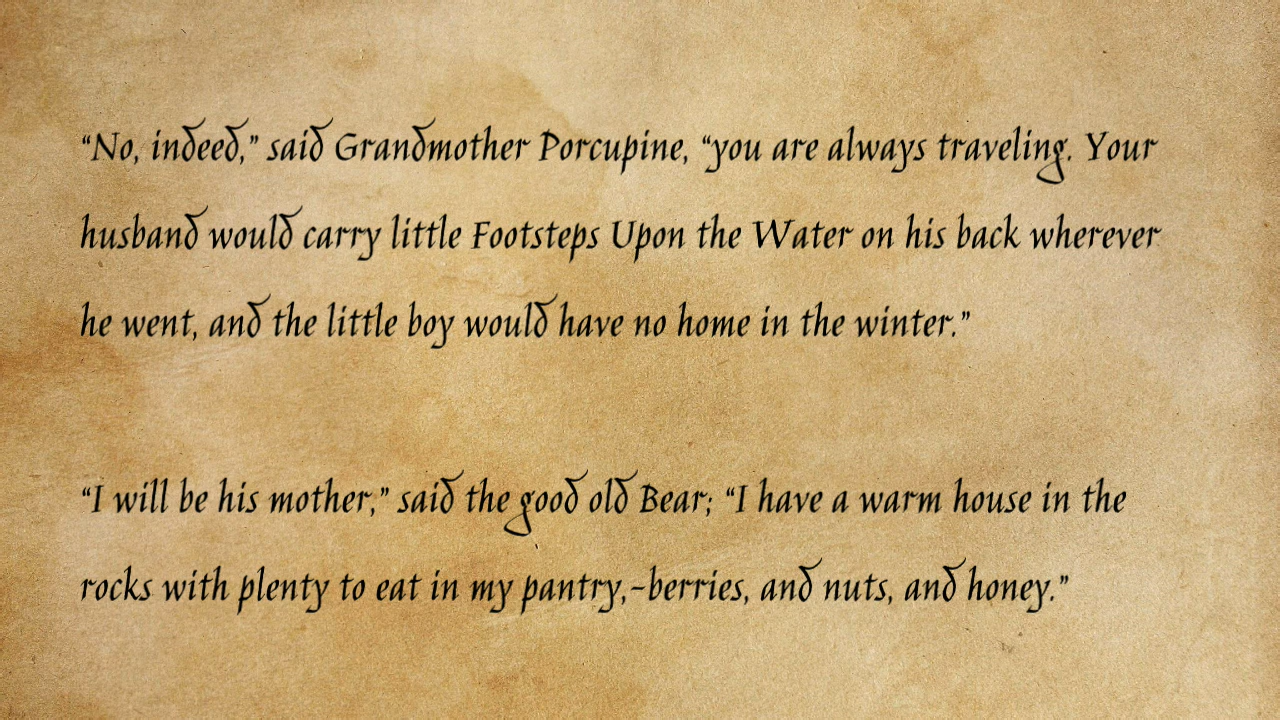 “No, indeed,” said Grandmother Porcupine, “you are always traveling. Your
husband would carry little Footsteps Upon the Water on his back wherever
he went, and the little boy would have no home in the winter.”
“I will be his mother,” said the good old Bear; “I have a warm house in the
rocks with plenty to eat in my pantry,–berries, and nuts, and honey.”